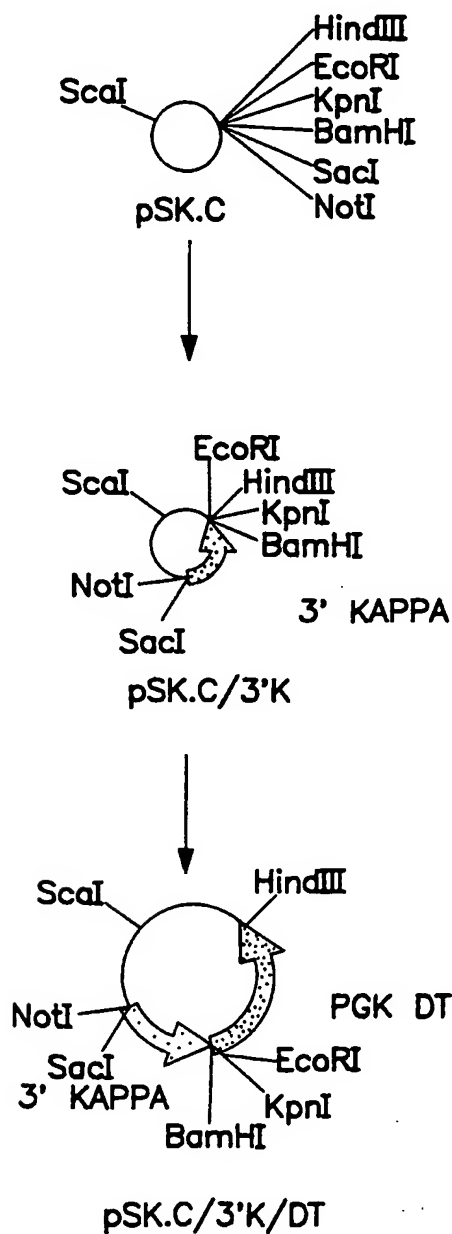 HindIII
EcoRI
ScaI
KpnI
BamHI
SacI
NotI
pSK.C
EcoRI
ScaI
HindIII
KpnI
BamHI
NotI
3' KAPPA
SacI
pSK.C/3'K
ScaI
HindIII
NotI
PGK DT
SacI
EcoRI
3' KAPPA
KpnI
BamHI
pSK.C/3'K/DT